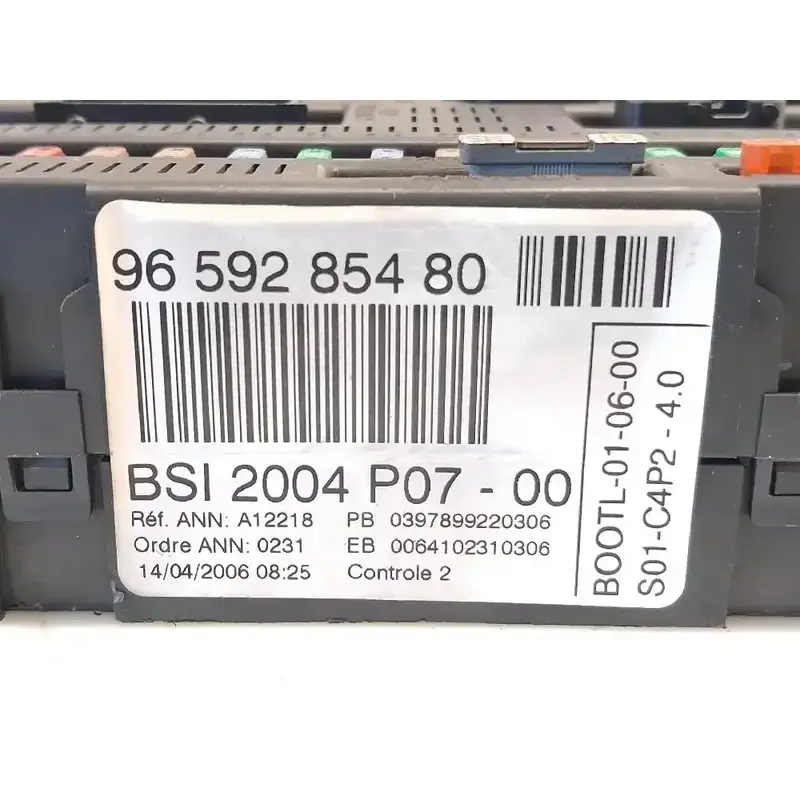 96 592 854 80
BSI 2004 P07 - 00
Réf. ANN: A12218 PB 0397899220306
Ordre ANN: 0231 EB 0064102310306
14/04/2006 08:25 Controle 2
BOOTL-01-06-00
S01-C4P2 - 4.0